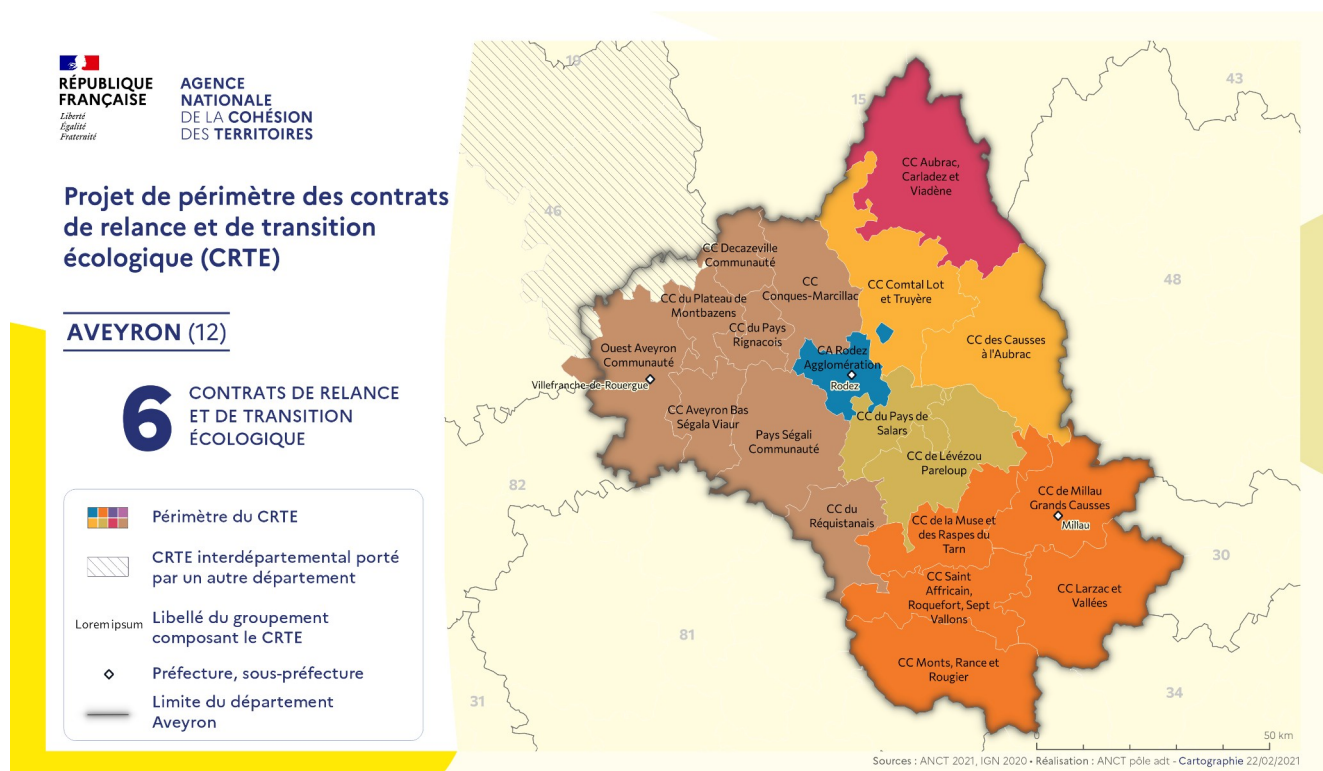 RÉPUBLIQUE
FRANÇAISE
Liberté
Égalité
Fraternité
AGENCE
NATIONALE
DE LA COHÉSION
DES TERRITOIRES
Projet de périmètre des contrats
de relance et de transition
écologique (CRTE)
AVEYRON (12)
6
CONTRATS DE RELANCE
ET DE TRANSITION
ÉCOLOGIQUE
Périmètre du CRTE
CRTE interdépartemental porté
par un autre département
Lorem ipsum
Libellé du groupement
composant le CRTE
Préfecture, sous-préfecture
Limite du département
Aveyron
19
15
43
46
48
82
81
31
30
34
CC Aubrac,
Carladez et
Viadène
CC Decazeville
Communauté
CC
Conques-Marcillac
CC Comtal Lot
et Truyère
CC du Plateau de
Montbazens
CC du Pays
Rignacois
CC des Causses
à l'Aubrac
Ouest Aveyron
Communauté
Villefranche-de-Rouergue
CA Rodez
Agglomération
Rodez
CC Aveyron Bas
Ségala Viaur
Pays Ségali
Communauté
CC du Pays de
Salars
CC de Lévézou
Pareloup
CC du
Réquistanais
CC de la Muse et
des Raspes du
Tarn
CC de Millau
Grands Causses
Millau
CC Saint
Affricain,
Roquefort, Sept
Vallons
CC Larzac et
Vallées
CC Monts, Rance et
Rougier
0
50 km
Sources : ANCT 2021, IGN 2020 • Réalisation : ANCT pôle adt - Cartographie 22/02/2021